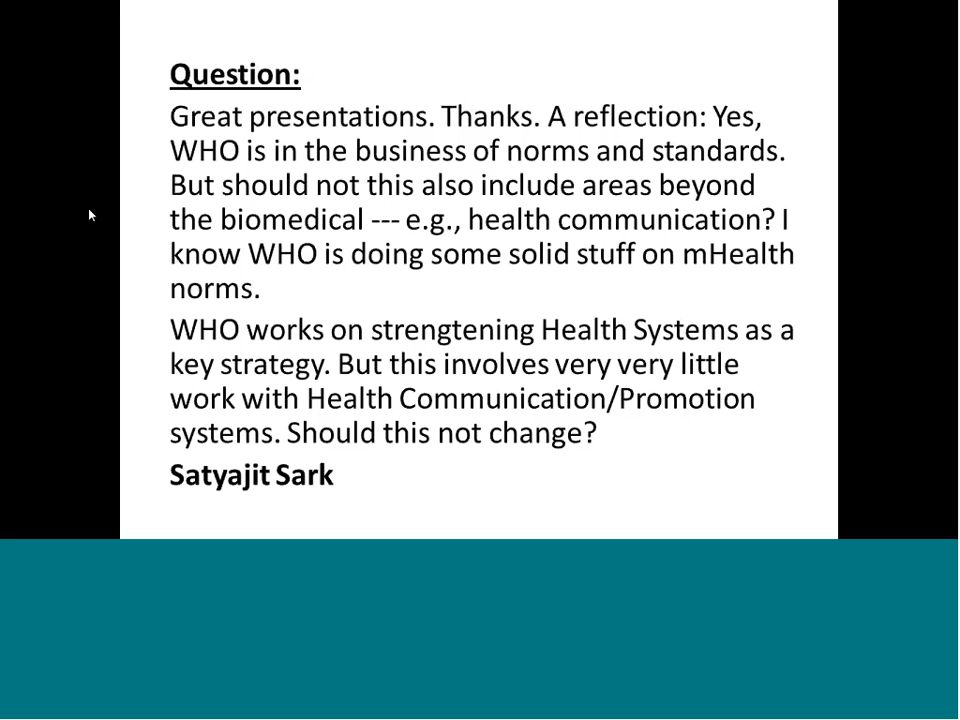 Question:
Great presentations. Thanks. A reflection: Yes,
WHO is in the business of norms and standards.
But should not this also include areas beyond
the biomedical --- e.g., health communication? I
know WHO is doing some solid stuff on mHealth
norms.
WHO works on strengtening Health Systems as a
key strategy. But this involves very very little
work with Health Communication/Promotion
systems. Should this not change?
Satyajit Sark